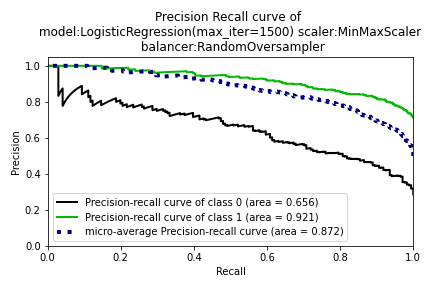 Precision Recall curve of
model:LogisticRegression(max_iter=1500) scaler:MinMaxScaler
balancer:RandomOversampler
1.0
0.8
0.6
0.4
0.2
0.0
Precision
Precision-recall curve of class 0 (area = 0.656)
Precision-recall curve of class 1 (area = 0.921)
micro-average Precision-recall curve (area = 0.872)
0.0 0.2 0.4 0.6 0.8 1.0
Recall